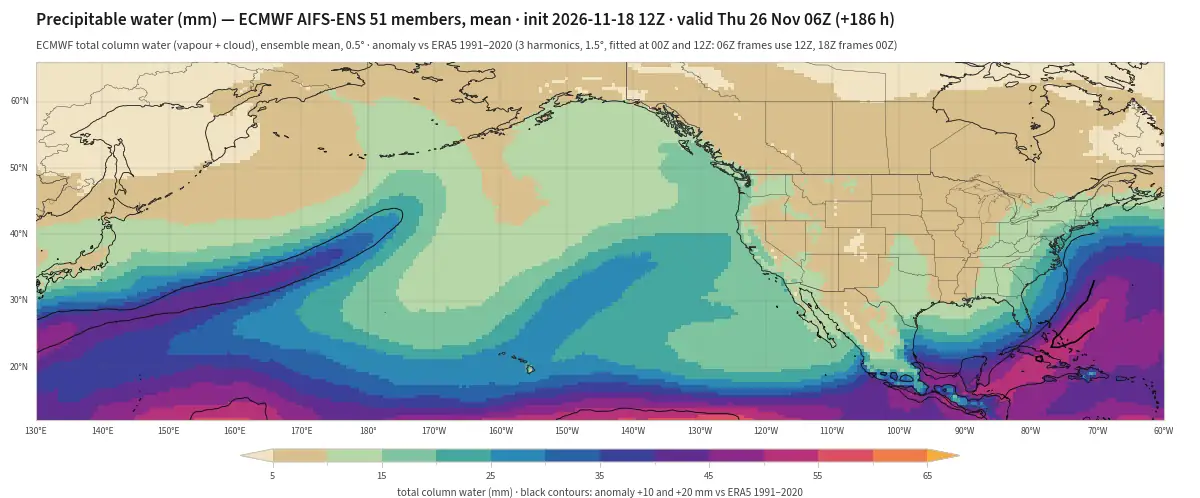 Precipitable water (mm) — ECMWF AIFS-ENS 51 members, mean · init 2026-11-18 12Z · valid Thu 26 Nov 06Z (+186 h)
ECMWF total column water (vapour + cloud), ensemble mean, 0.5° · anomaly vs ERA5 1991–2020 (3 harmonics, 1.5°, fitted at 00Z and 12Z: 06Z frames use 12Z, 18Z frames 00Z)
60°N
50°N
40°N
30°N
20°N
130°E 140°E 150°E 160°E 170°E 180° 170°W 160°W 150°W 140°W 130°W 120°W 110°W 100°W 90°W 80°W 70°W 60°W
5 15 25 35 45 55 65
total column water (mm) · black contours: anomaly +10 and +20 mm vs ERA5 1991–2020